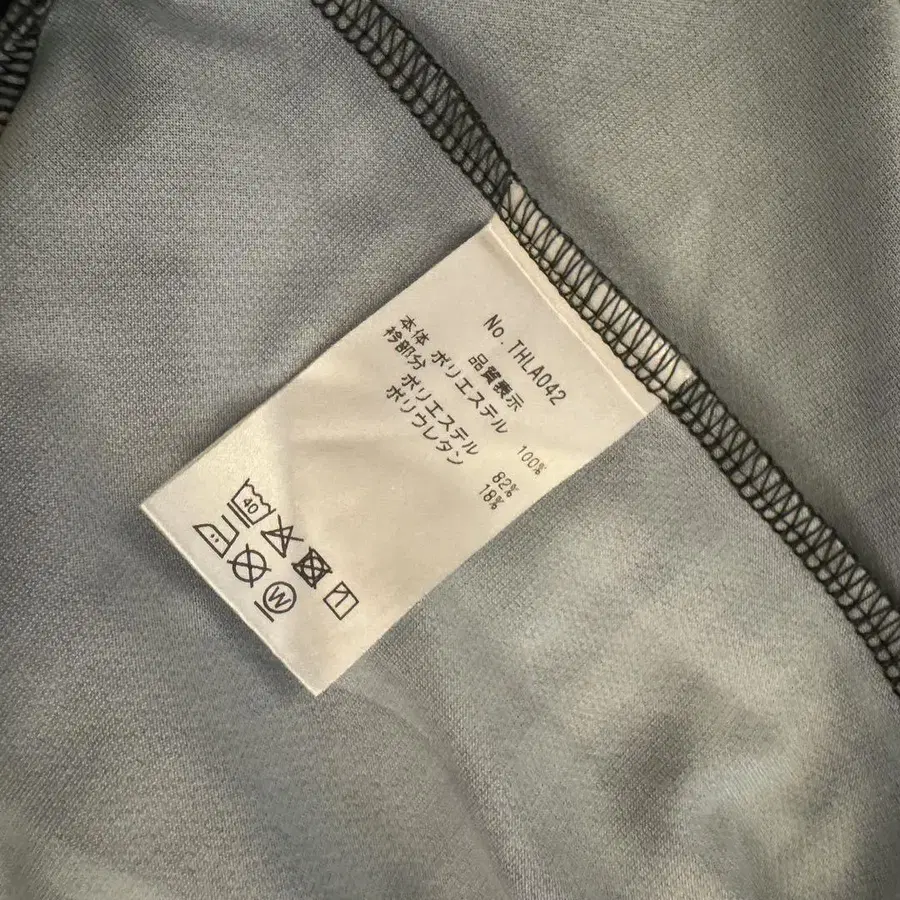 No. THLA042
品質表示
本体 ポリエステル 100%
衿部分
ポリエステル 82%
ポリウレタン 18%
40
W